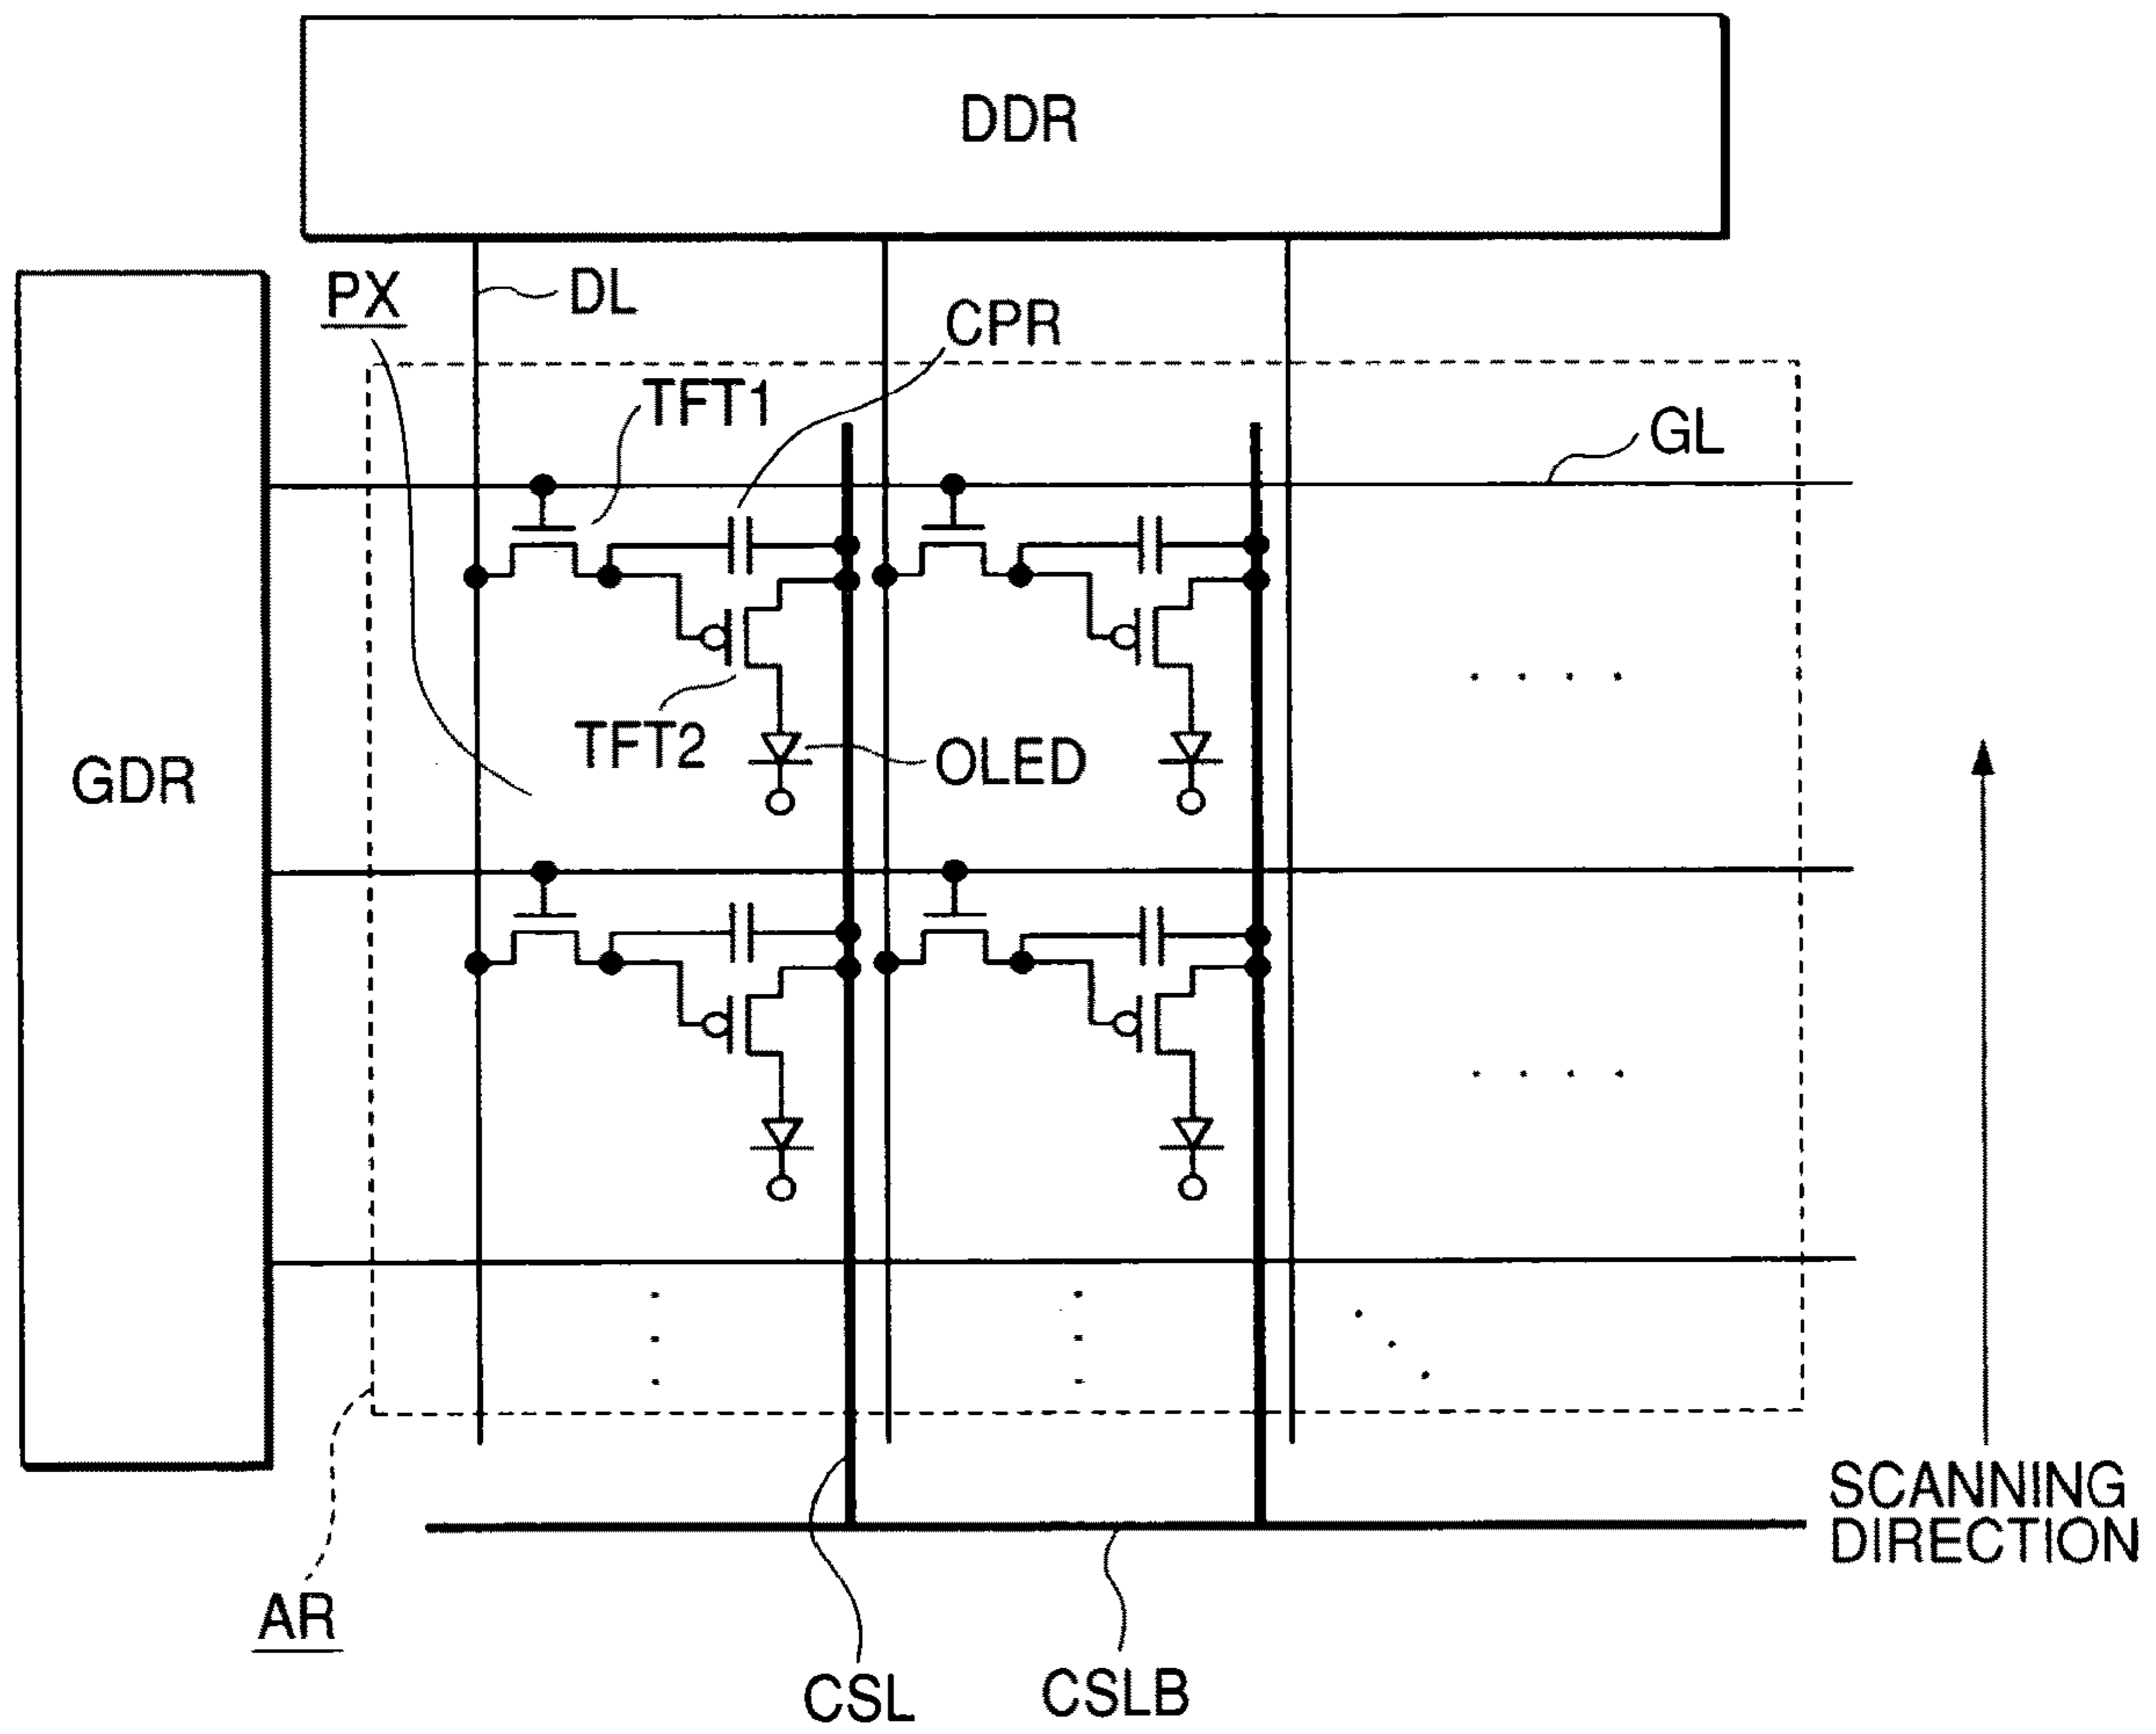 DDR
PX
DL
CPR
TFT1
GL
TFT2
OLED
GDR
SCANNING
DIRECTION
AR
CSL
CSLB